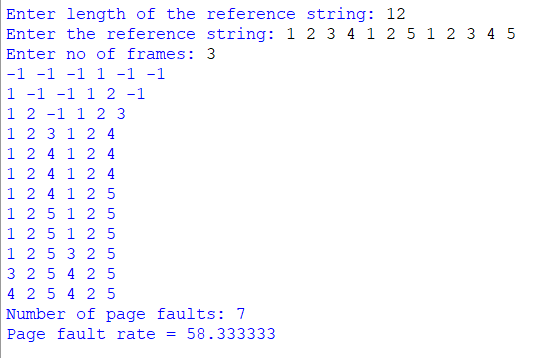 Enter length of the reference string: 12
Enter the reference string: 1 2 3 4 1 2 5 1 2 3 4 5
Enter no of frames: 3
-1 -1 -1 1 -1 -1
1 -1 -1 1 2 -1
1 2 -1 1 2 3
1 2 3 1 2 4
1 2 4 1 2 4
1 2 4 1 2 4
1 2 4 1 2 5
1 2 5 1 2 5
1 2 5 1 2 5
1 2 5 3 2 5
3 2 5 4 2 5
4 2 5 4 2 5
Number of page faults: 7
Page fault rate = 58.333333